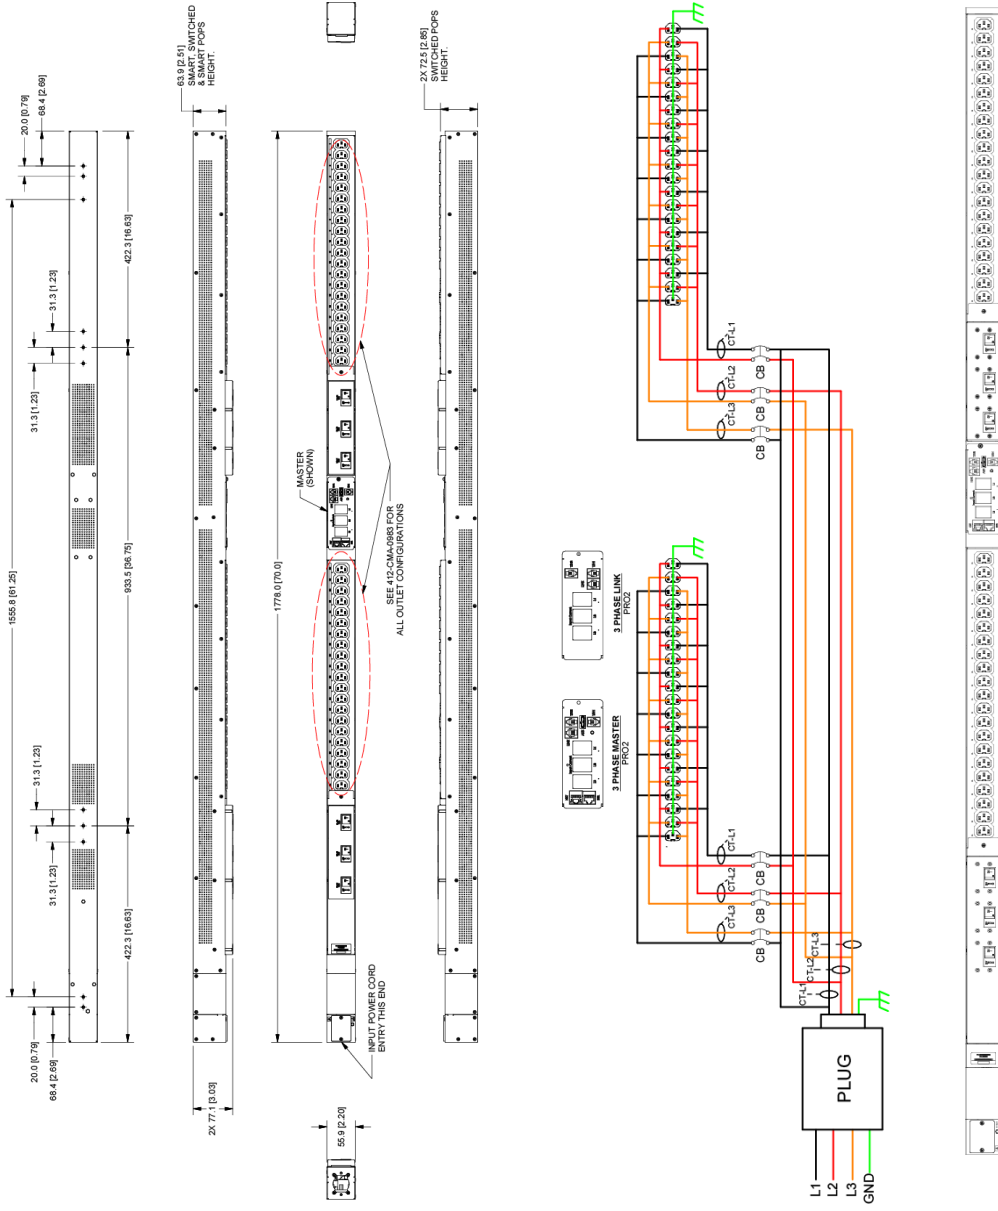 20.0 [0.79]
68.4 [2.69]
422.3 [16.63]
31.3 [1.23]
31.3 [1.23]
1555.8 [61.25]
933.5 [36.75]
31.3 [1.23]
31.3 [1.23]
422.3 [16.63]
20.0 [0.79]
68.4 [2.69]
63.9 [2.51]
SMART, SWITCHED
& SMART POPS
HEIGHT.
2X 77.1 [3.03]
1778.0 [70.0]
MASTER
(SHOWN)
SEE 412-CMA-0983 FOR
ALL OUTLET CONFIGURATIONS
INPUT POWER CORD
ENTRY THIS END
55.9 [2.20]
2X 72.5 [2.85]
SWITCHED POPS
HEIGHT.
3 PHASE LINK
PRO2
3 PHASE MASTER
PRO2
CT-L1
CT-L2
CT-L3
CB
CB
CB
CT-L1
CT-L2
CT-L3
CB
CB
CB
CT-L3
CT-L2
CT-L1
PLUG
L1
L2
L3
GND